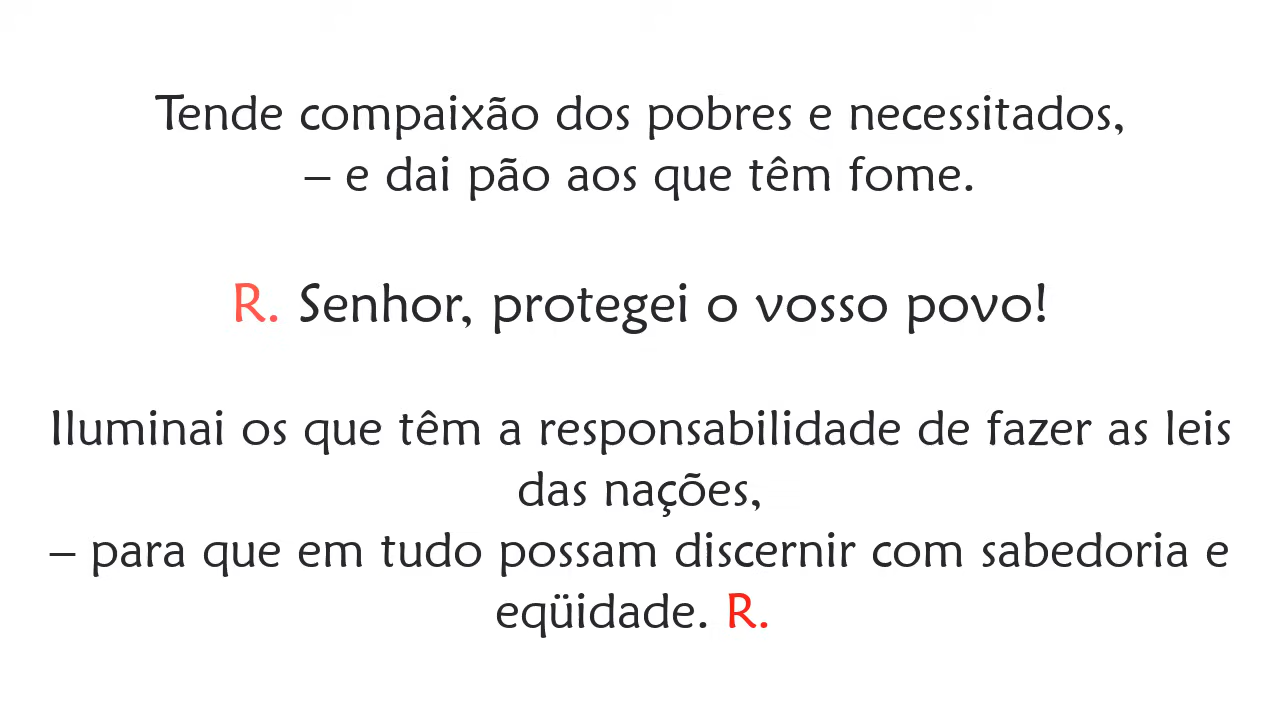 Tende compaixão dos pobres e necessitados,
– e dai pão aos que têm fome.
R. Senhor, protegei o vosso povo!
Iluminai os que têm a responsabilidade de fazer as leis
das nações,
– para que em tudo possam discernir com sabedoria e
eqüidade. R.